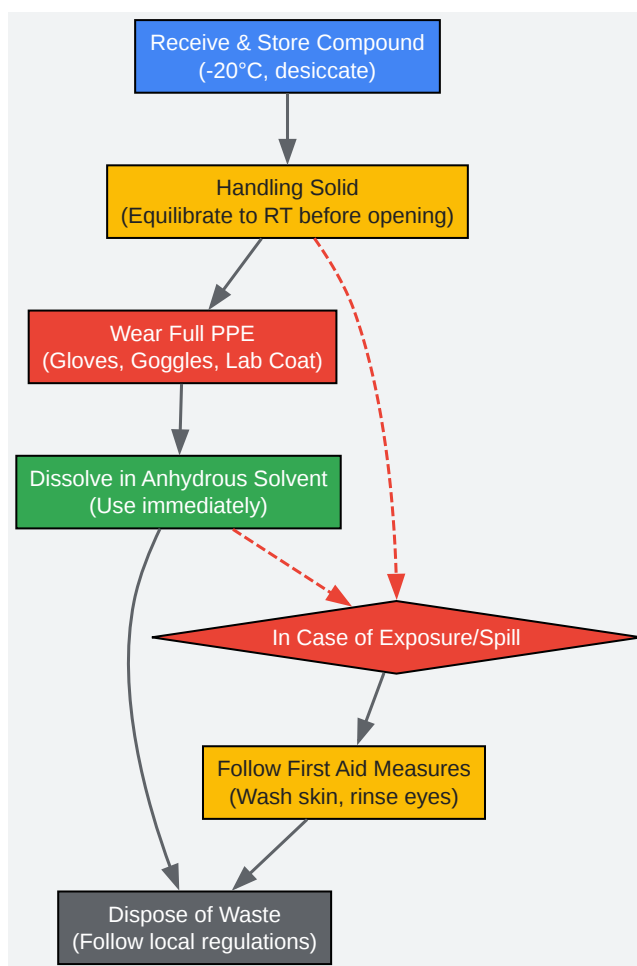 Receive & Store Compound
(-20°C, desiccate)
Handling Solid
(Equilibrate to RT before opening)
Wear Full PPE
(Gloves, Goggles, Lab Coat)
Dissolve in Anhydrous Solvent
(Use immediately)
In Case of Exposure/Spill
Follow First Aid Measures
(Wash skin, rinse eyes)
Dispose of Waste
(Follow local regulations)